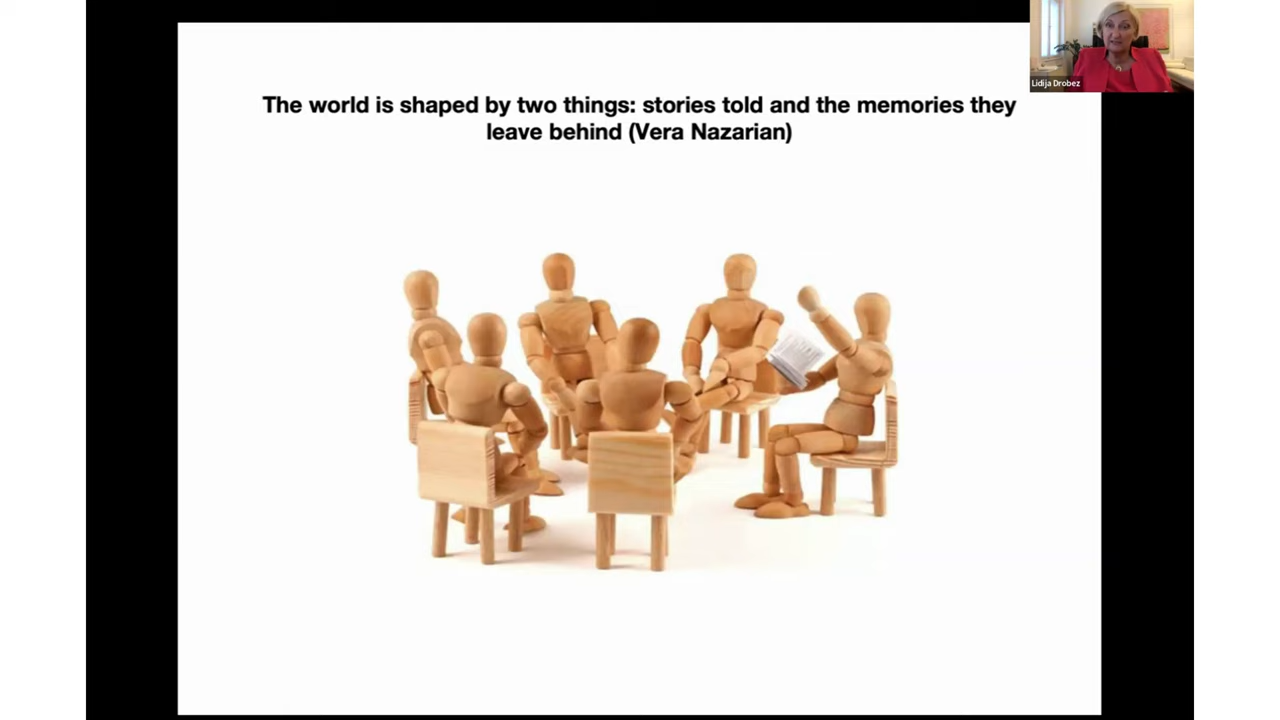 The world is shaped by two things: stories told and the memories they
leave behind (Vera Nazarian)
Lidija Drobez